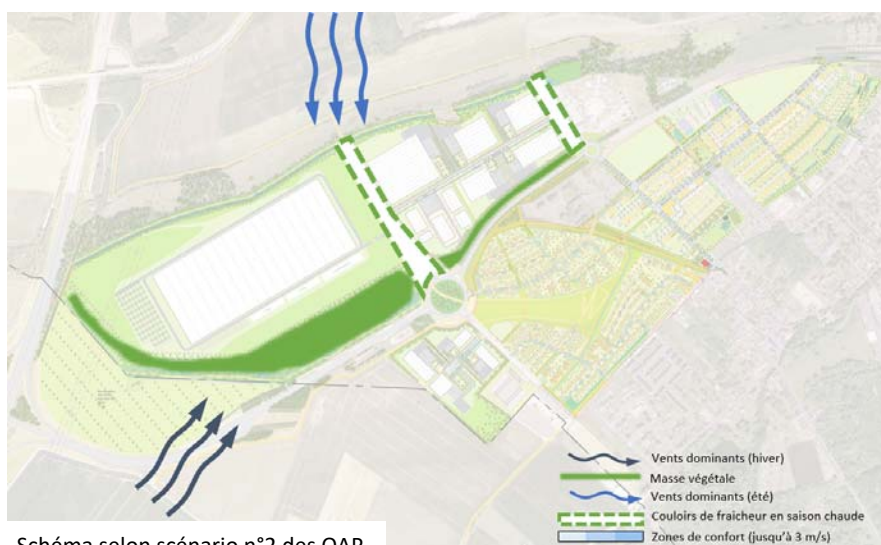 Vents dominants (hiver)
Masse végétale
Vents dominants (été)
Couloirs de fraicheur en saison chaude
Zones de confort (jusqu'à 3 m/s)
Schéma selon scénario n°2 des OAP